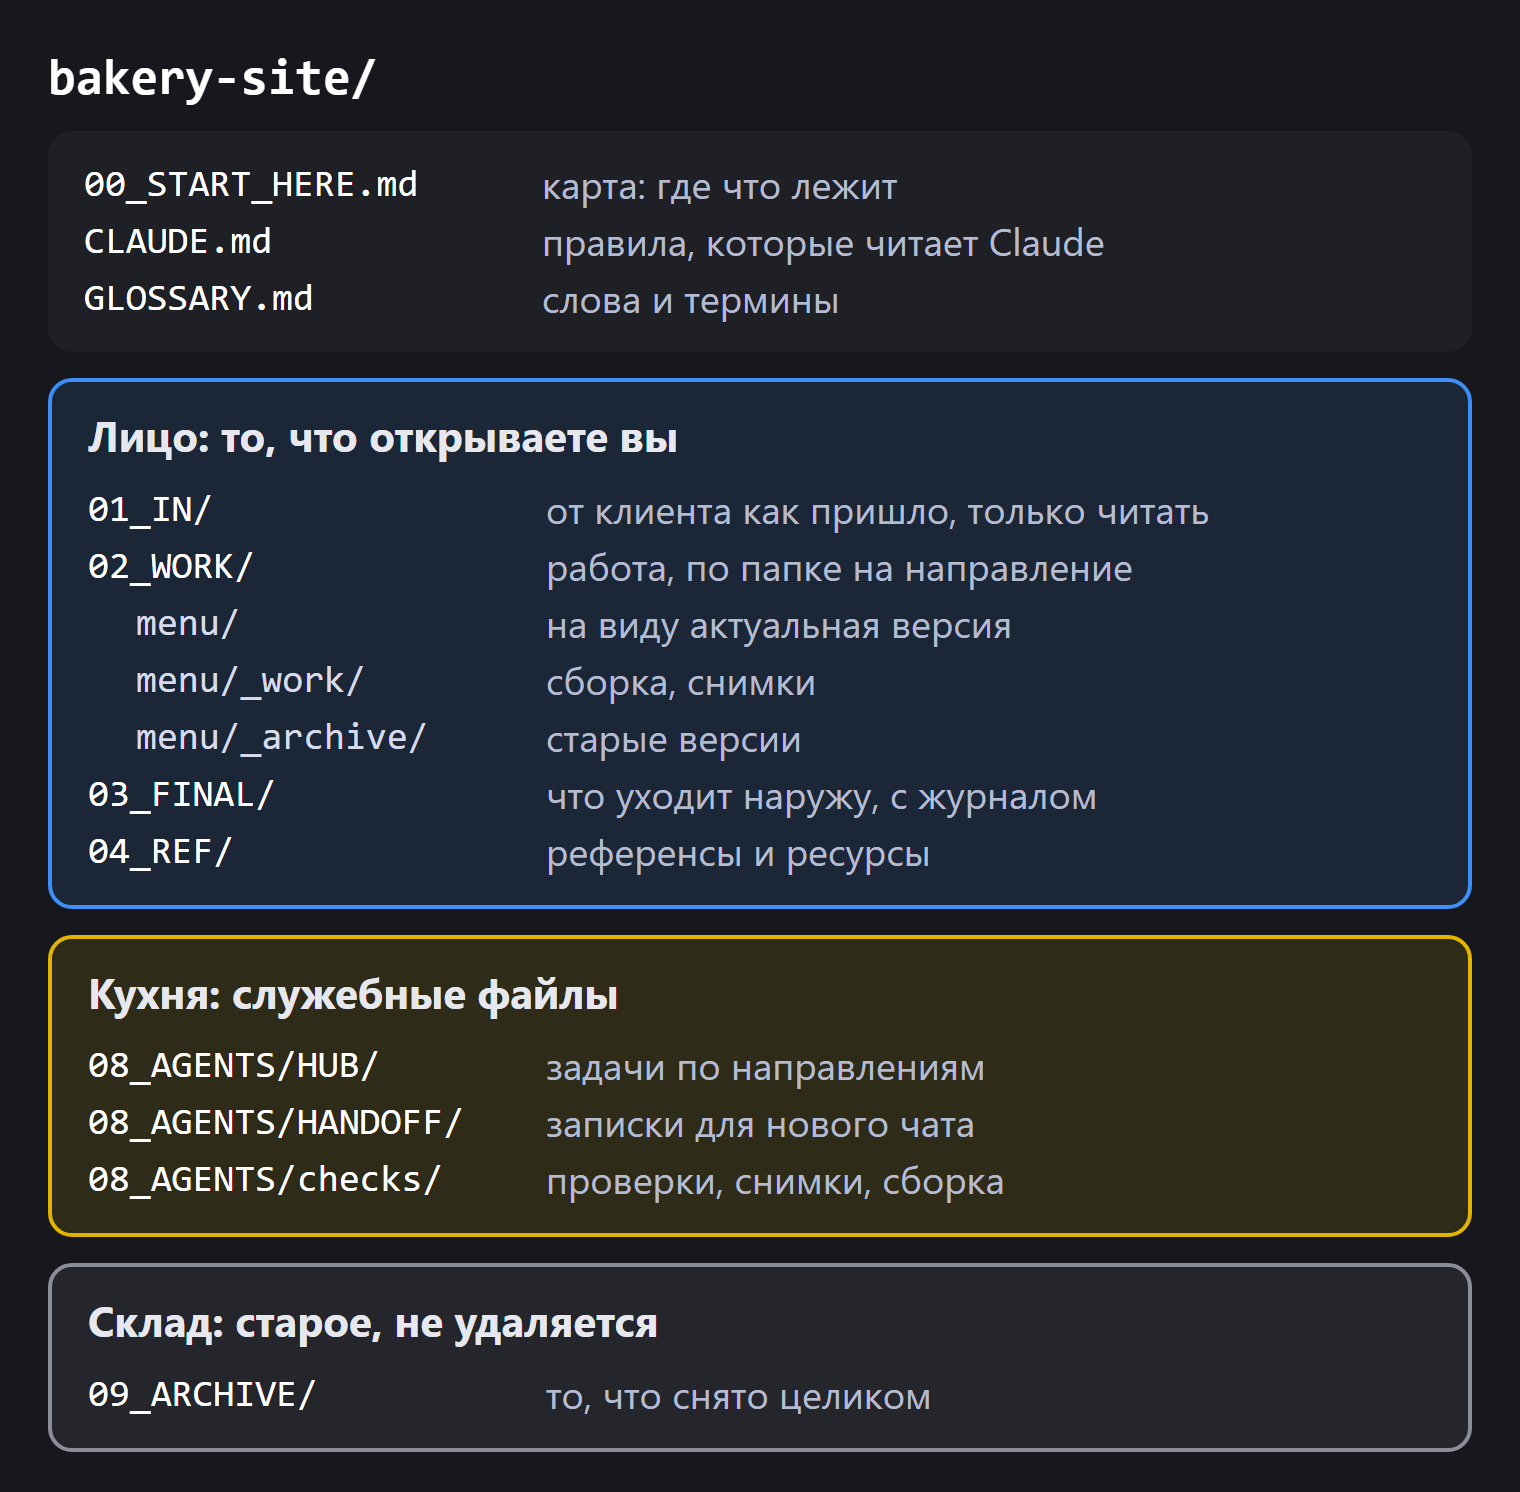 bakery-site/
00_START_HERE.md карта: где что лежит
CLAUDE.md правила, которые читает Claude
GLOSSARY.md слова и термины
Лицо: то, что открываете вы
01_IN/ от клиента как пришло, только читать
02_WORK/ работа, по папке на направление
menu/ на виду актуальная версия
menu/_work/ сборка, снимки
menu/_archive/ старые версии
03_FINAL/ что уходит наружу, с журналом
04_REF/ референсы и ресурсы
Кухня: служебные файлы
08_AGENTS/HUB/ задачи по направлениям
08_AGENTS/HANDOFF/ записки для нового чата
08_AGENTS/checks/ проверки, снимки, сборка
Склад: старое, не удаляется
09_ARCHIVE/ то, что снято целиком